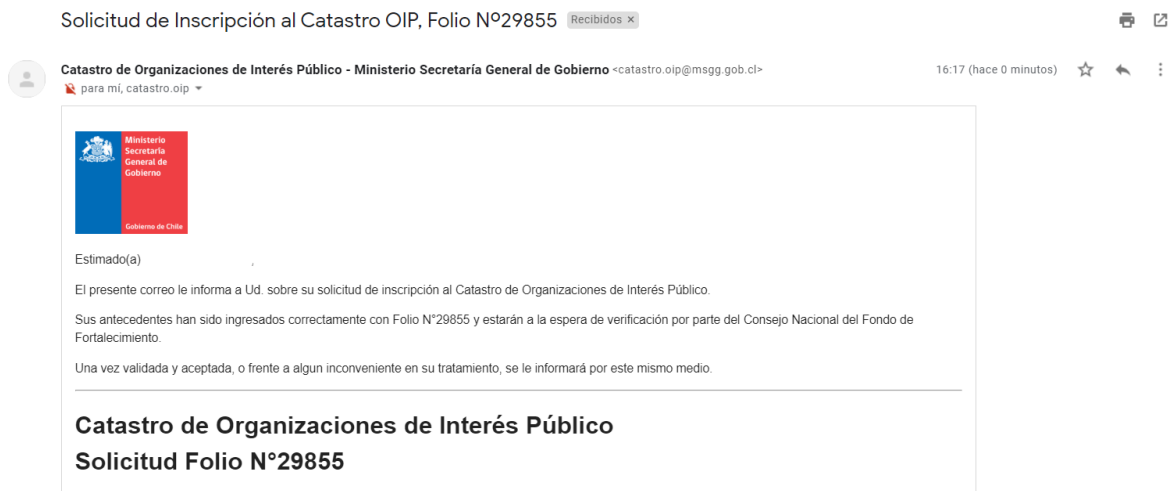 Solicitud de Inscripción al Catastro OIP, Folio Nº29855 Recibidos ×
Catastro de Organizaciones de Interés Público - Ministerio Secretaría General de Gobierno <catastro.oip@msgg.gob.cl> 16:17 (hace 0 minutos)
para mí, catastro.oip
Ministerio
Secretaría
General de
Gobierno
Gobierno de Chile
Estimado(a) ,
El presente correo le informa a Ud. sobre su solicitud de inscripción al Catastro de Organizaciones de Interés Público.
Sus antecedentes han sido ingresados correctamente con Folio N°29855 y estarán a la espera de verificación por parte del Consejo Nacional del Fondo de
Fortalecimiento.
Una vez validada y aceptada, o frente a algun inconveniente en su tratamiento, se le informará por este mismo medio.
Catastro de Organizaciones de Interés Público
Solicitud Folio N°29855